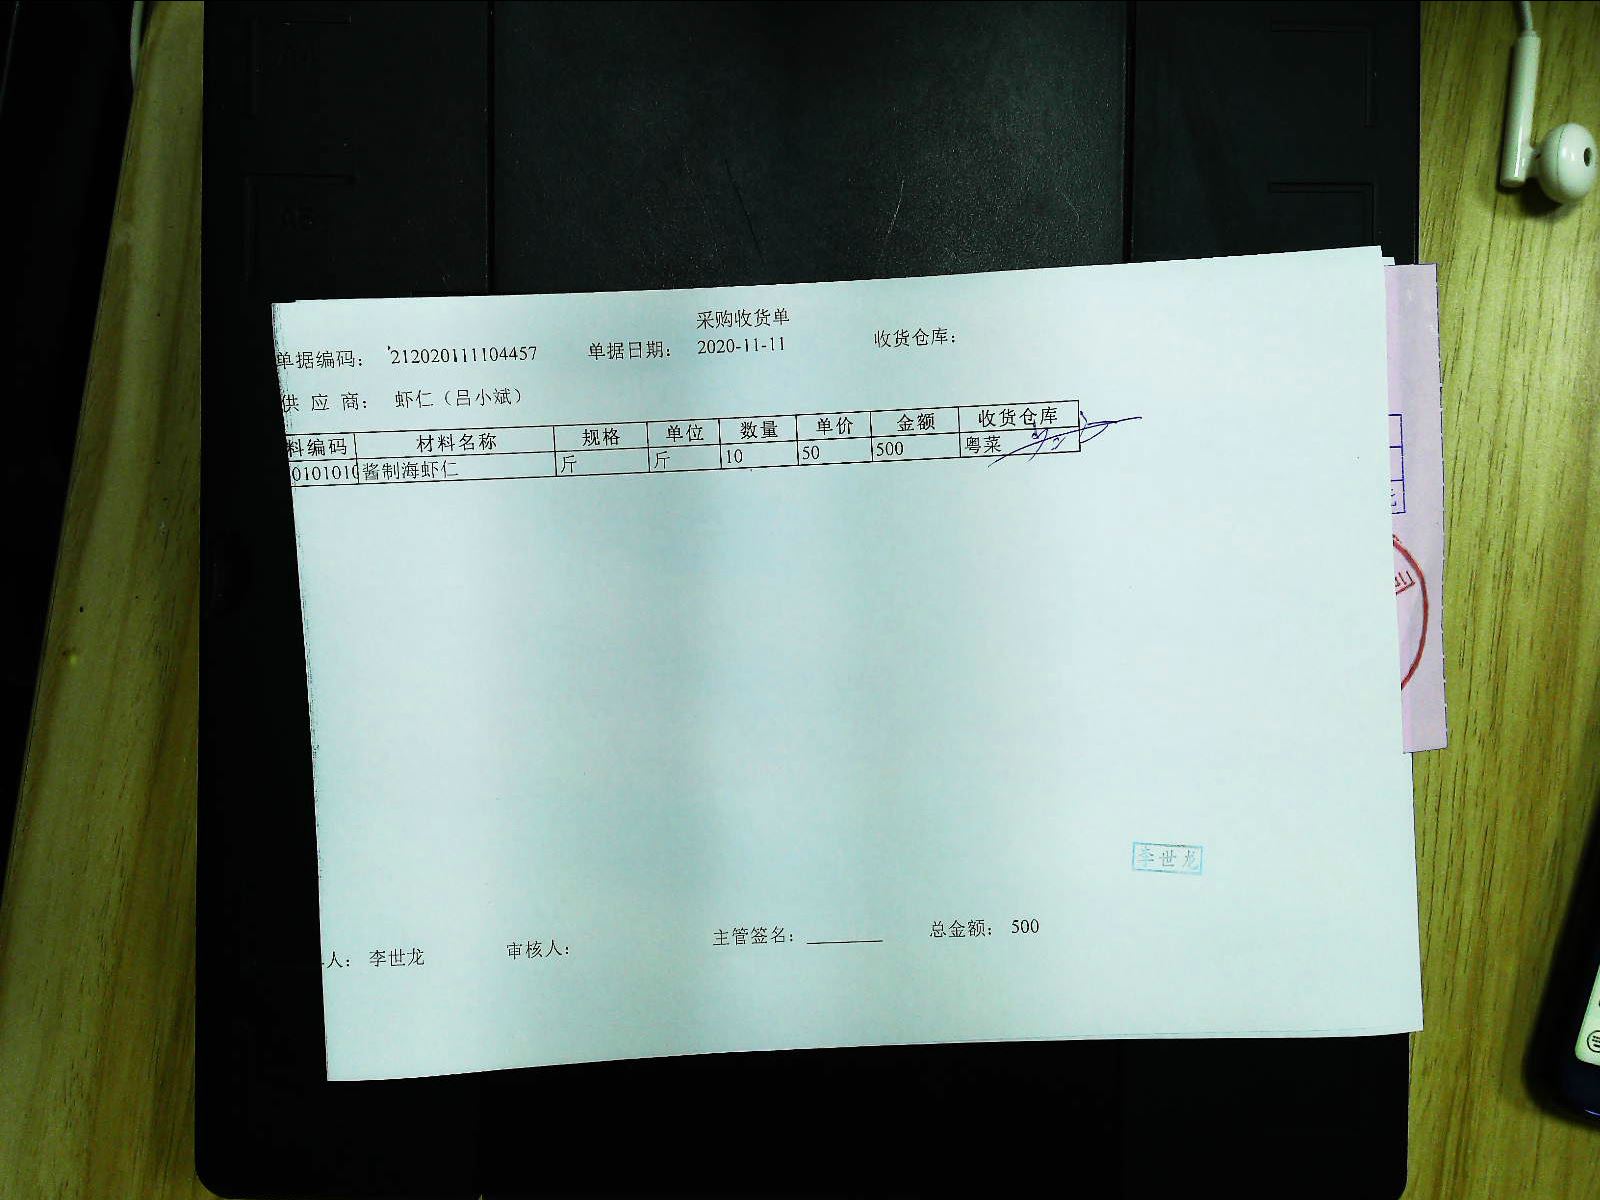 采购收货单
单据编码： 212020111104457 单据日期： 2020-11-11 收货仓库：
供 应 商： 虾仁（吕小斌）
料编码 材料名称 规格 单位 数量 单价 金额 收货仓库
0101010 酱制海虾仁 斤 斤 10 50 500 粤菜
李世龙
人： 李世龙 审核人： 主管签名： ________ 总金额： 500